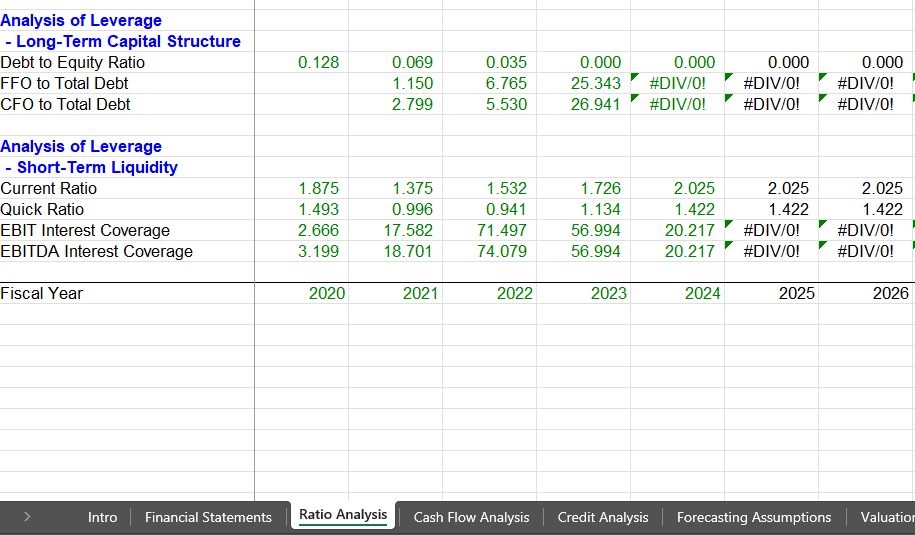 Analysis of Leverage
- Long-Term Capital Structure
Debt to Equity Ratio 0.128 0.069 0.035 0.000 0.000 0.000 0.000
FFO to Total Debt 1.150 6.765 25.343 #DIV/0! #DIV/0! #DIV/0!
CFO to Total Debt 2.799 5.530 26.941 #DIV/0! #DIV/0! #DIV/0!
Analysis of Leverage
- Short-Term Liquidity
Current Ratio 1.875 1.375 1.532 1.726 2.025 2.025 2.025
Quick Ratio 1.493 0.996 0.941 1.134 1.422 1.422 1.422
EBIT Interest Coverage 2.666 17.582 71.497 56.994 20.217 #DIV/0! #DIV/0!
EBITDA Interest Coverage 3.199 18.701 74.079 56.994 20.217 #DIV/0! #DIV/0!
Fiscal Year 2020 2021 2022 2023 2024 2025 2026
Intro Financial Statements Ratio Analysis Cash Flow Analysis Credit Analysis Forecasting Assumptions Valuation